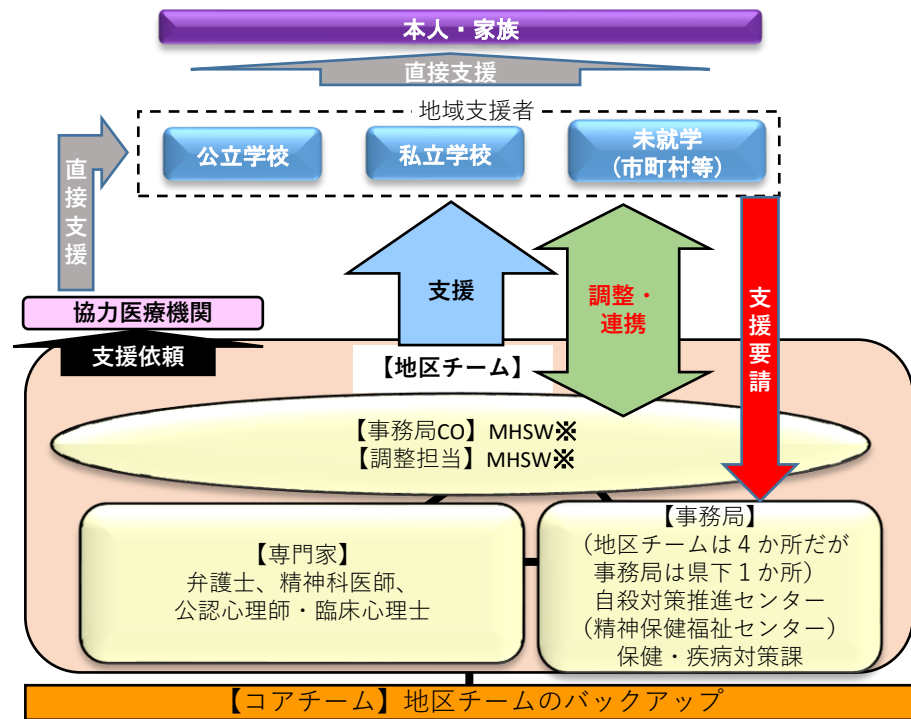 本人・家族
直接支援
地域支援者
公立学校
私立学校
未就学
（市町村等）
直接支援
支援
調整・
連携
支援要請
協力医療機関
支援依頼
【地区チーム】
【事務局CO】MHSW※
【調整担当】MHSW※
【専門家】
弁護士、精神科医師、
公認心理師・臨床心理士
【事務局】
（地区チームは４か所だが
事務局は県下１か所）
自殺対策推進センター
（精神保健福祉センター）
保健・疾病対策課
【コアチーム】地区チームのバックアップ